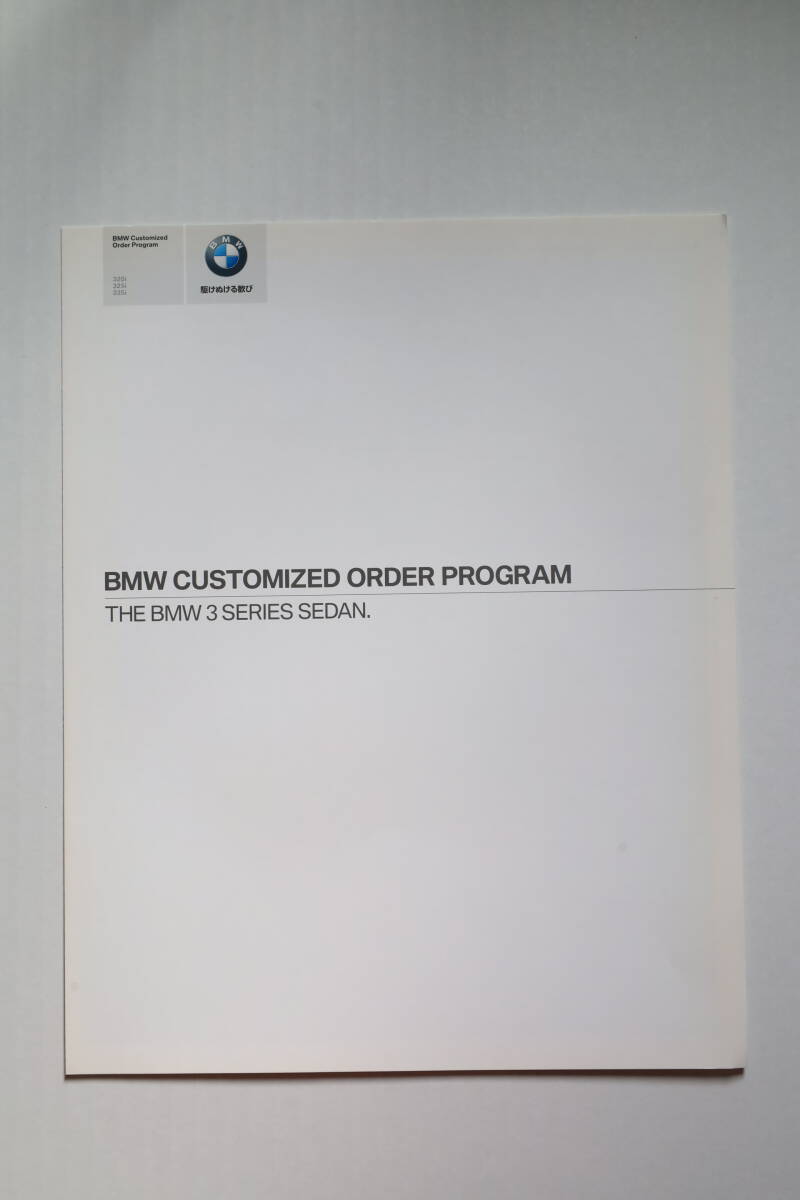 BMW Customized
Order Program
320i
325i
335i
BMW
駆けぬける歓び
BMW CUSTOMIZED ORDER PROGRAM
THE BMW 3 SERIES SEDAN.